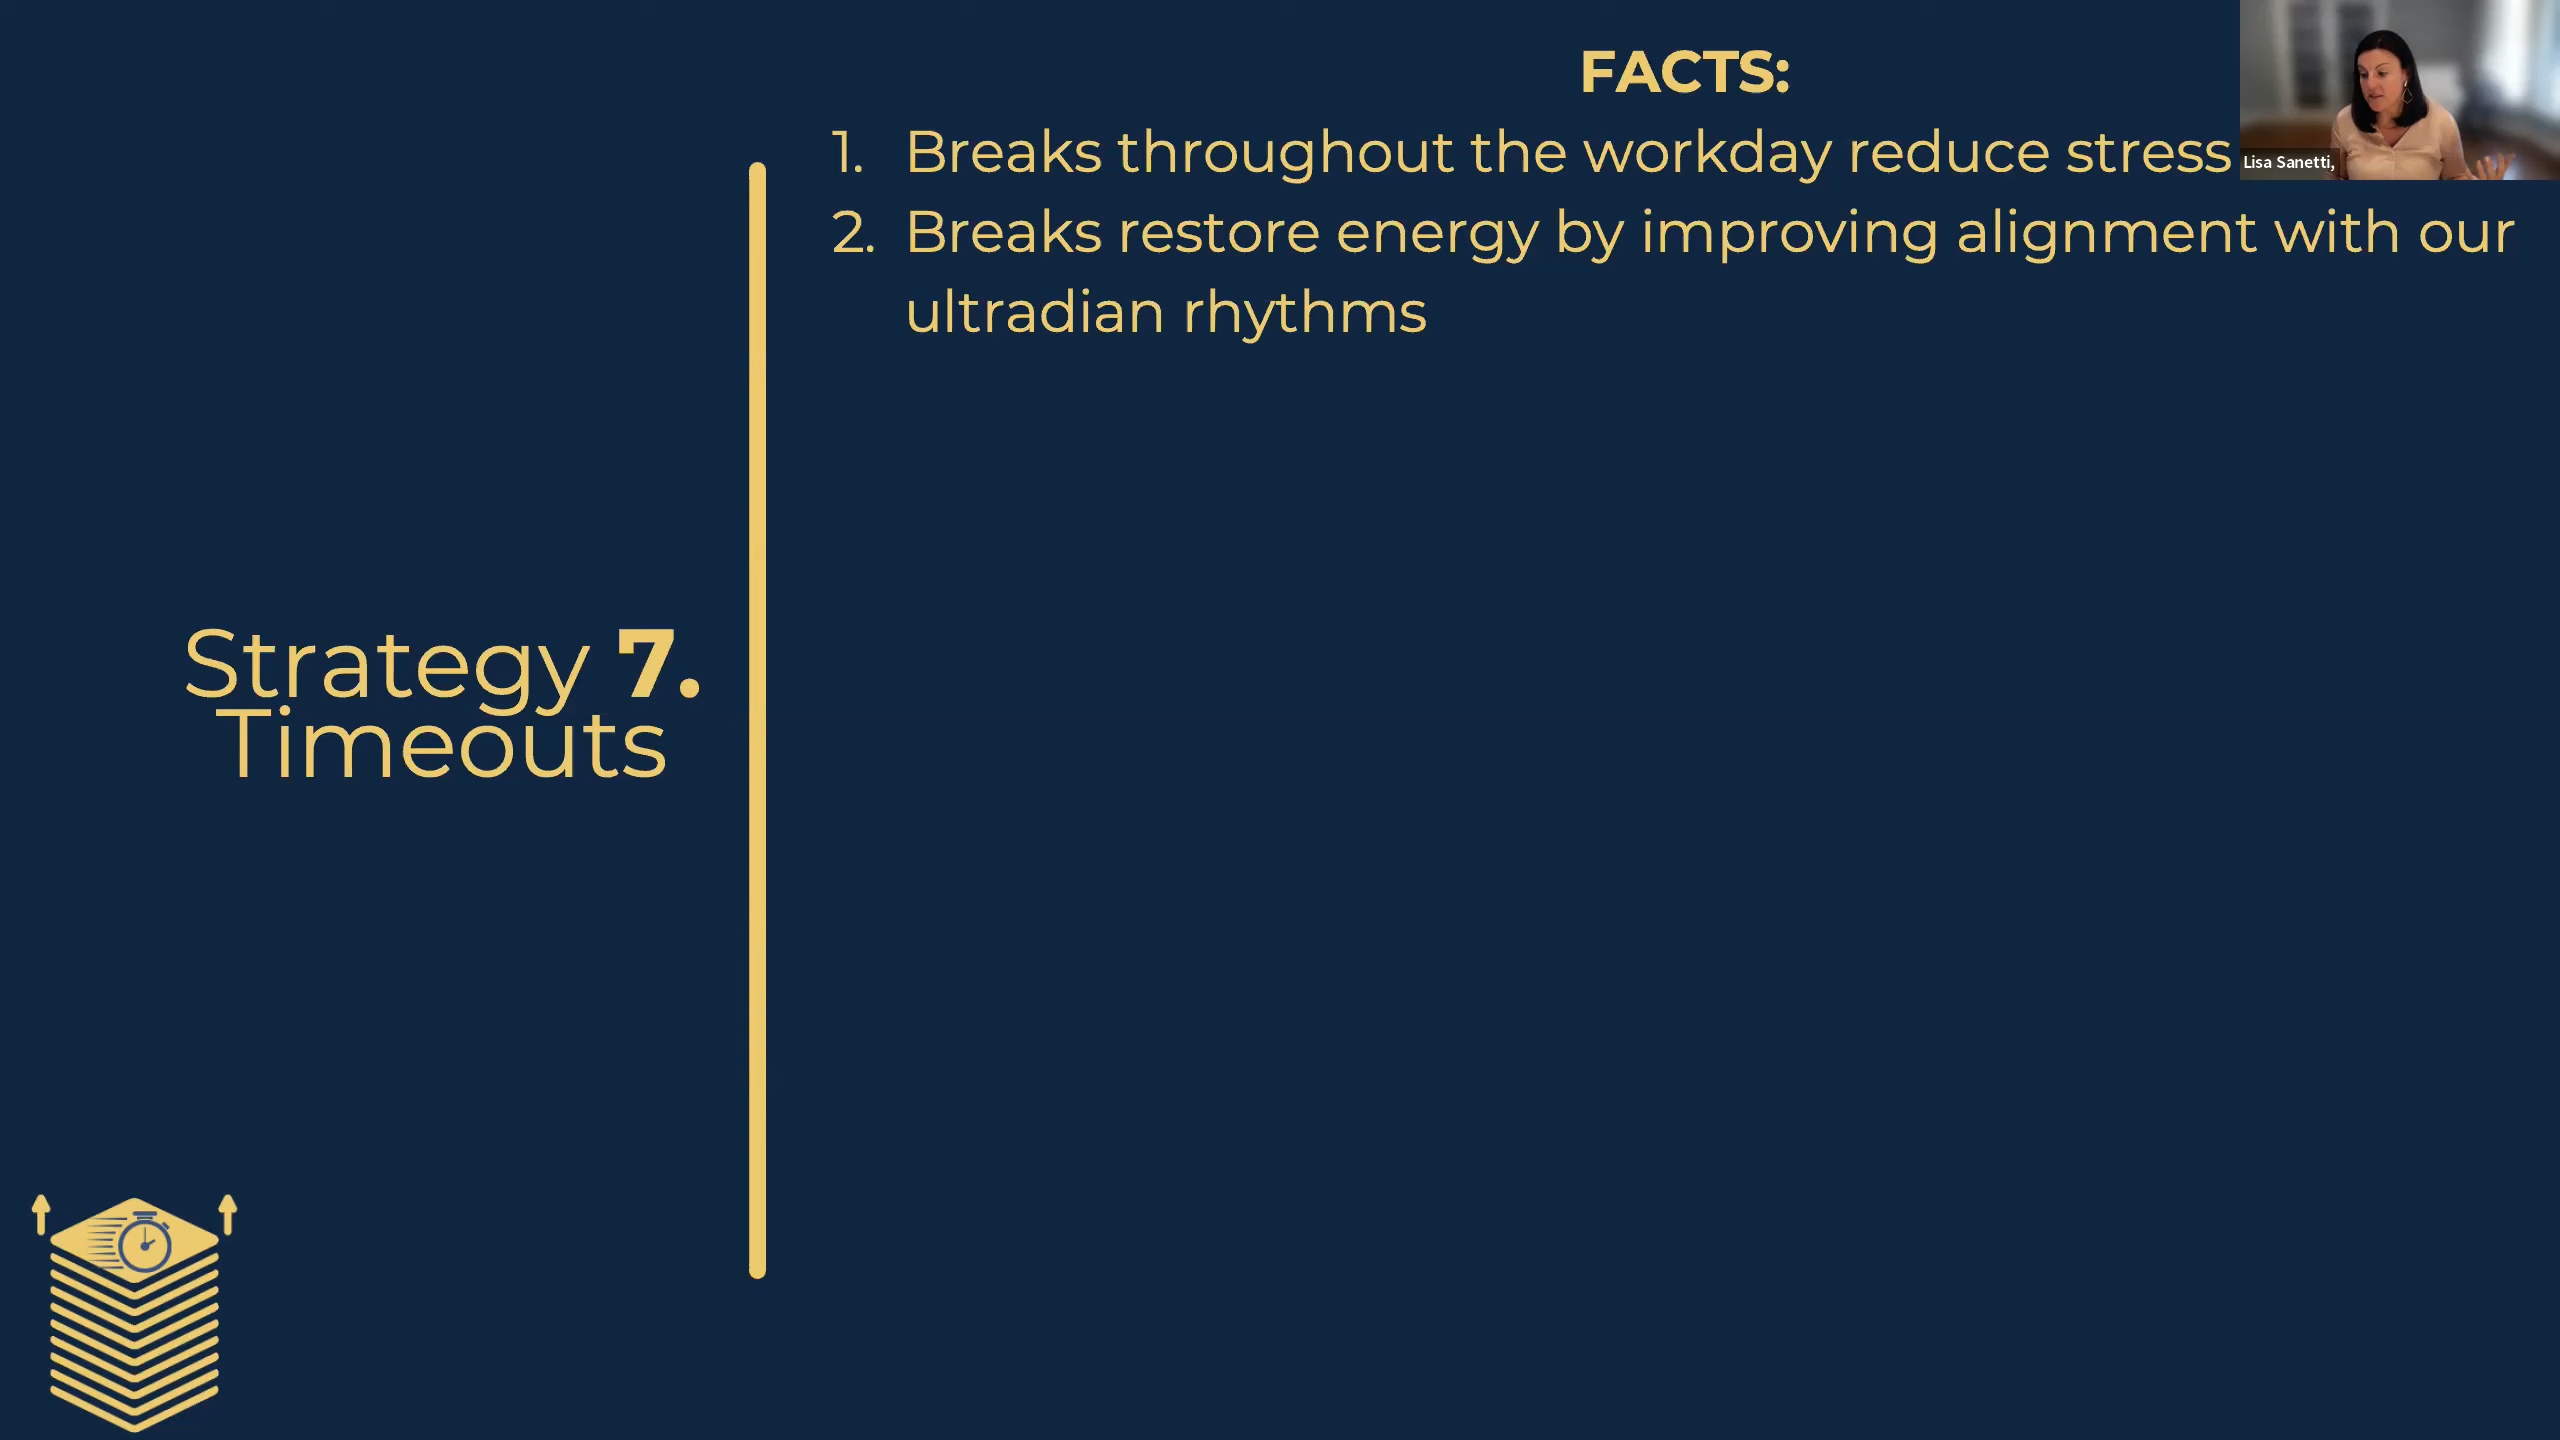 FACTS:
1. Breaks throughout the workday reduce stress
2. Breaks restore energy by improving alignment with our
ultradian rhythms
Lisa Sanetti,
Strategy 7.
Timeouts